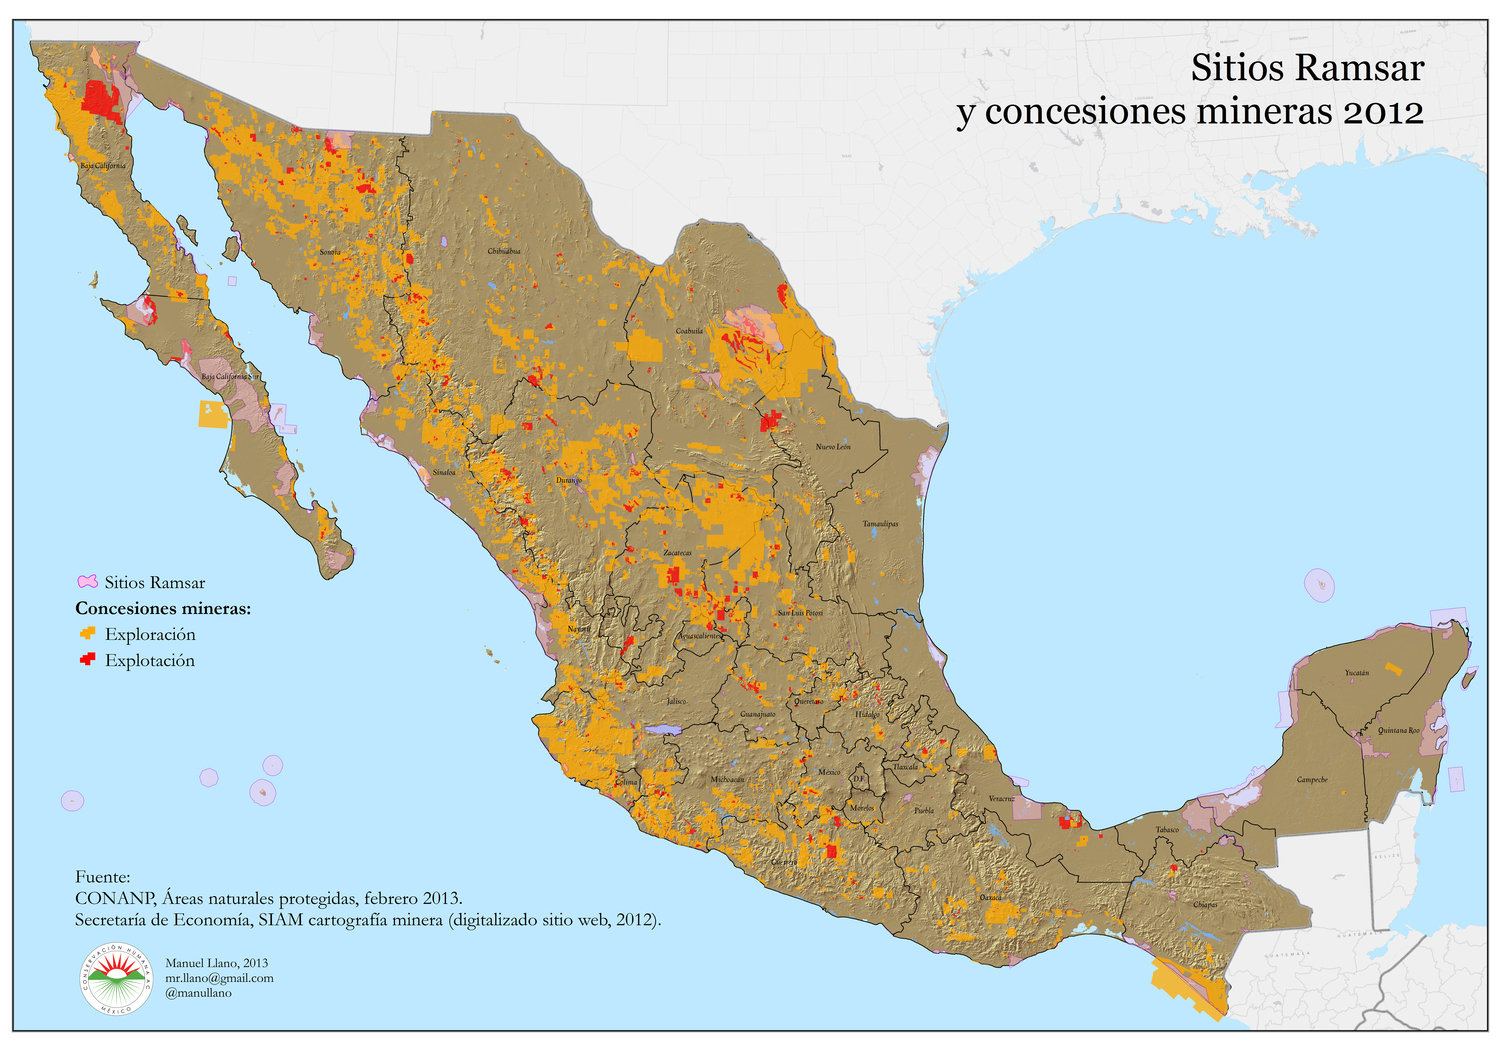 Sitios Ramsar
y concesiones mineras 2012
Baja California
Sonora
Chihuahua
Coahuila
Baja California Sur
Nuevo León
Sinaloa
Durango
Tamaulipas
Zacatecas
San Luis Potosí
Nayarit
Aguascalientes
Jalisco
Guanajuato
Querétaro
Hidalgo
Yucatán
Quintana Roo
Campeche
Colima
Michoacán
México
D.F.
Tlaxcala
Morelos
Puebla
Veracruz
Tabasco
Guerrero
Oaxaca
Chiapas
BELIZE
GUATEMALA
GUATEMALA
Sitios Ramsar
Concesiones mineras:
Exploración
Explotación
Fuente:
CONANP, Áreas naturales protegidas, febrero 2013.
Secretaría de Economía, SIAM cartografía minera (digitalizado sitio web, 2012).
CONSERVACIÓN HUMANA AC
MÉXICO
Manuel Llano, 2013
mr.llano@gmail.com
@manullano